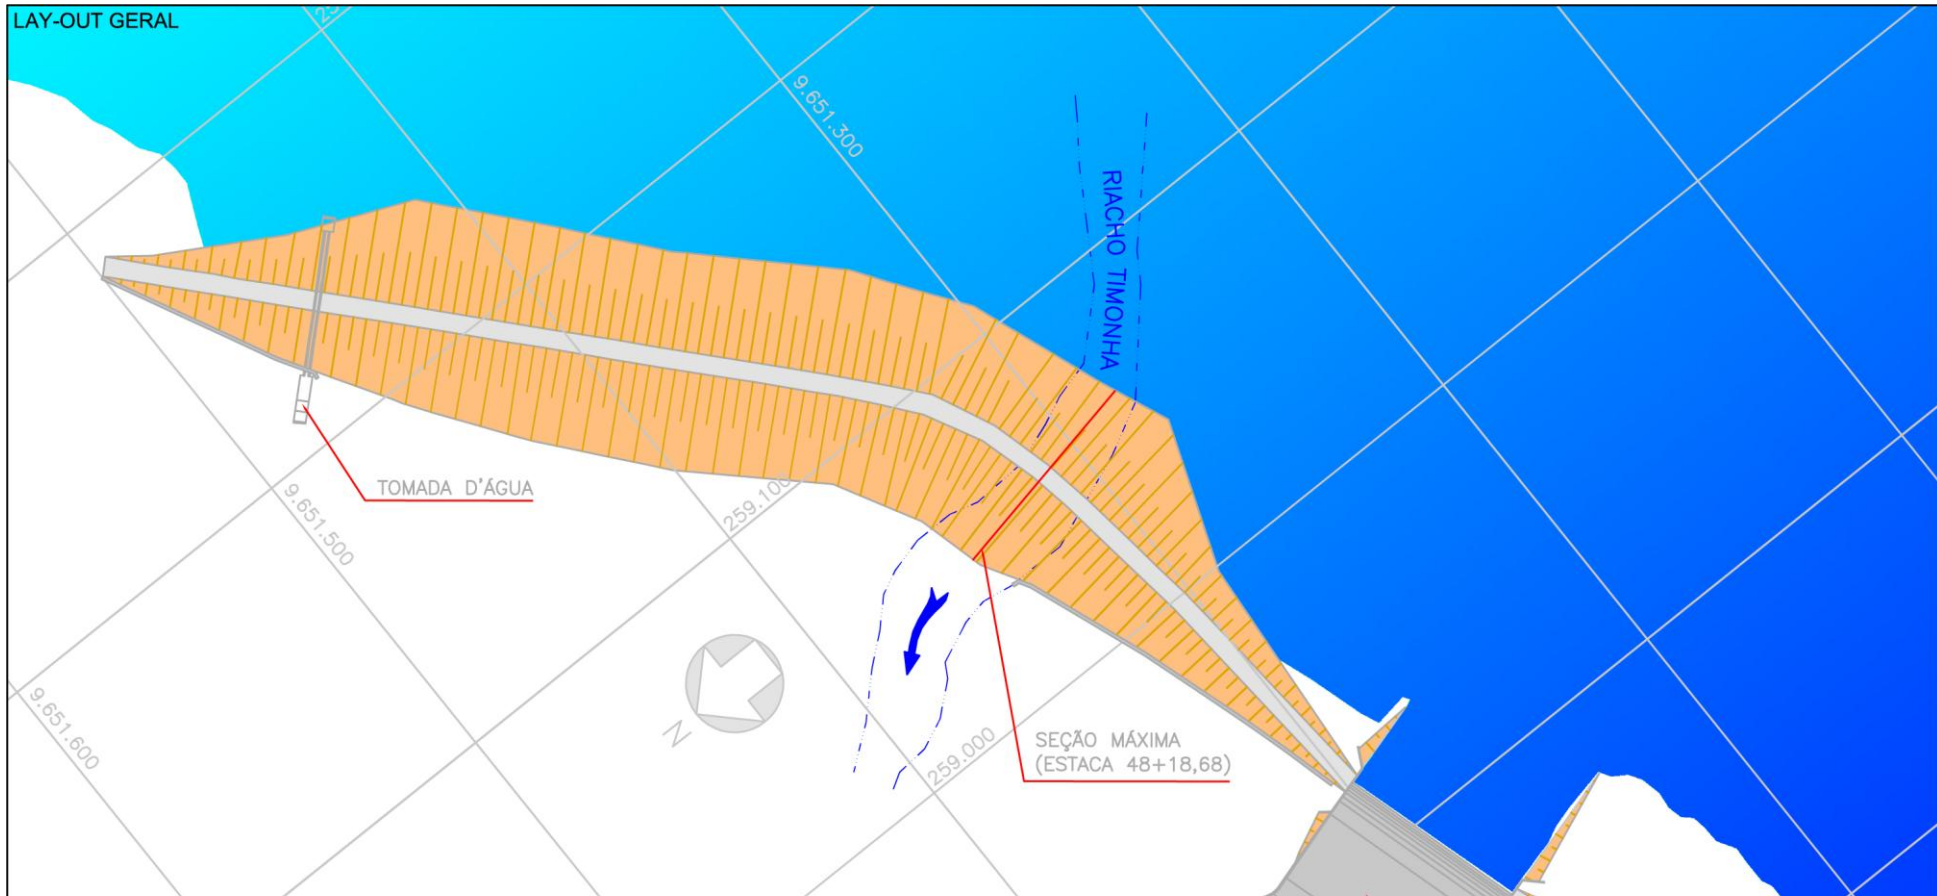 LAY-OUT GERAL
9.651.300
RIACHO TIMONHA
TOMADA D'ÁGUA
9.651.500
259.100
9.651.600
N
259.000
SEÇÃO MÁXIMA
(ESTACA 48+18,68)